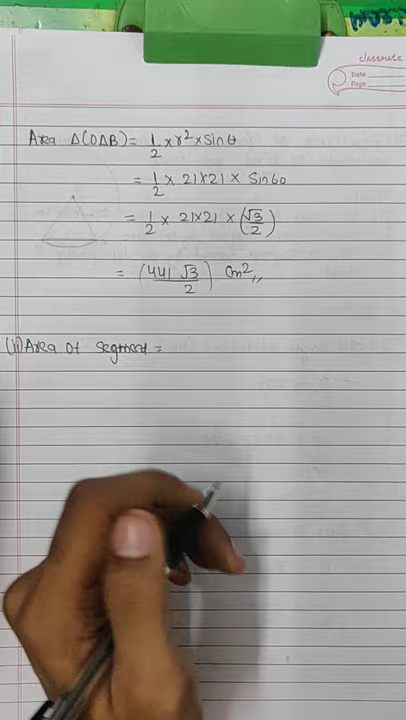 classmate
Date
Page
Area Δ(OAB) = 1/2 × r² × Sinθ
= 1/2 × 21×21 × Sin60
= 1/2 × 21×21 × (√3/2)
= (441 √3/2) Cm²,,
(ii) Area of segment =